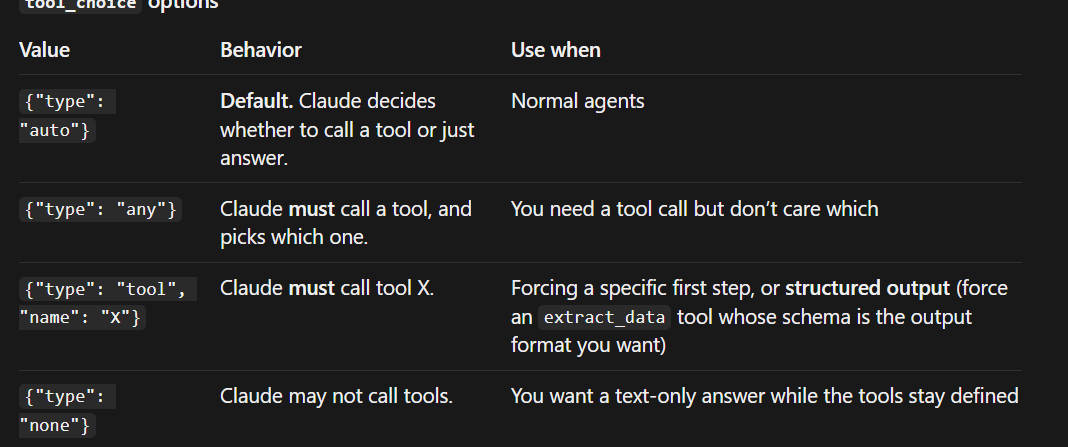 tool_choice options
Value Behavior Use when
{"type": "auto"}
Default. Claude decides whether to call a tool or just answer.
Normal agents
{"type": "any"}
Claude must call a tool, and picks which one.
You need a tool call but don’t care which
{"type": "tool", "name": "X"}
Claude must call tool X.
Forcing a specific first step, or structured output (force an extract_data tool whose schema is the output format you want)
{"type": "none"}
Claude may not call tools.
You want a text-only answer while the tools stay defined